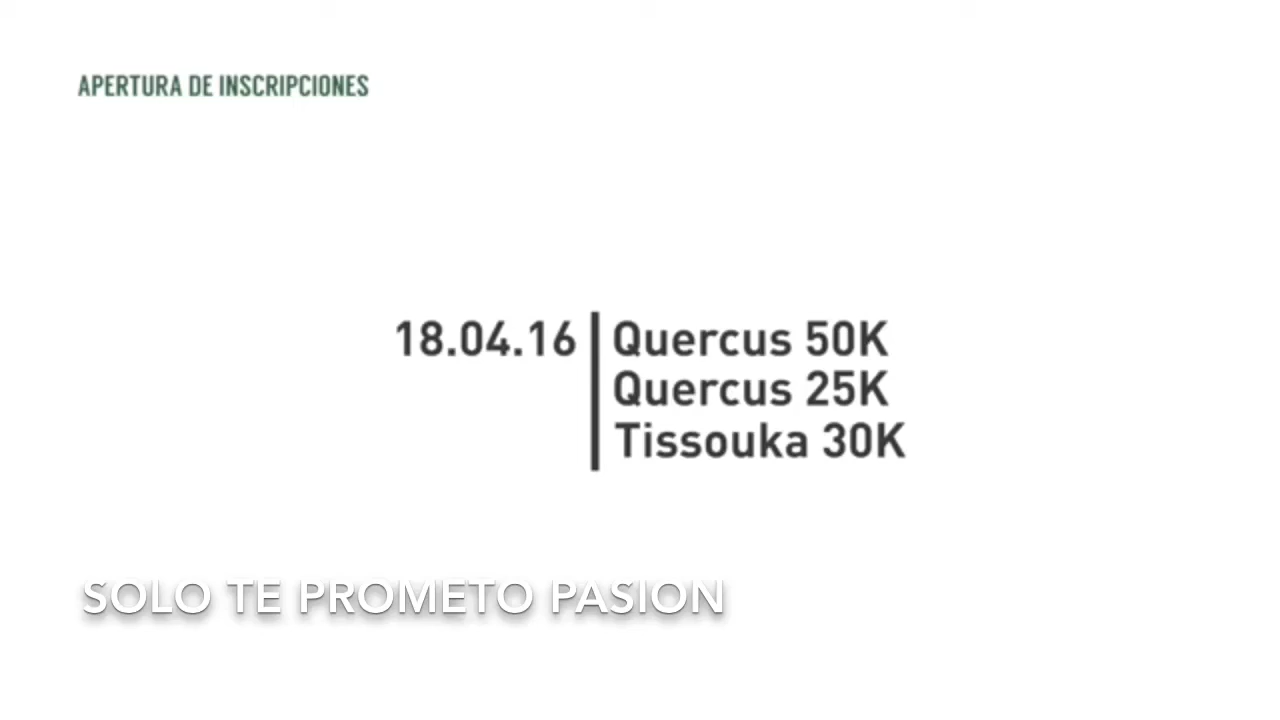 APERTURA DE INSCRIPCIONES
18.04.16 Quercus 50K
Quercus 25K
Tissouka 30K
SOLO TE PROMETO PASION